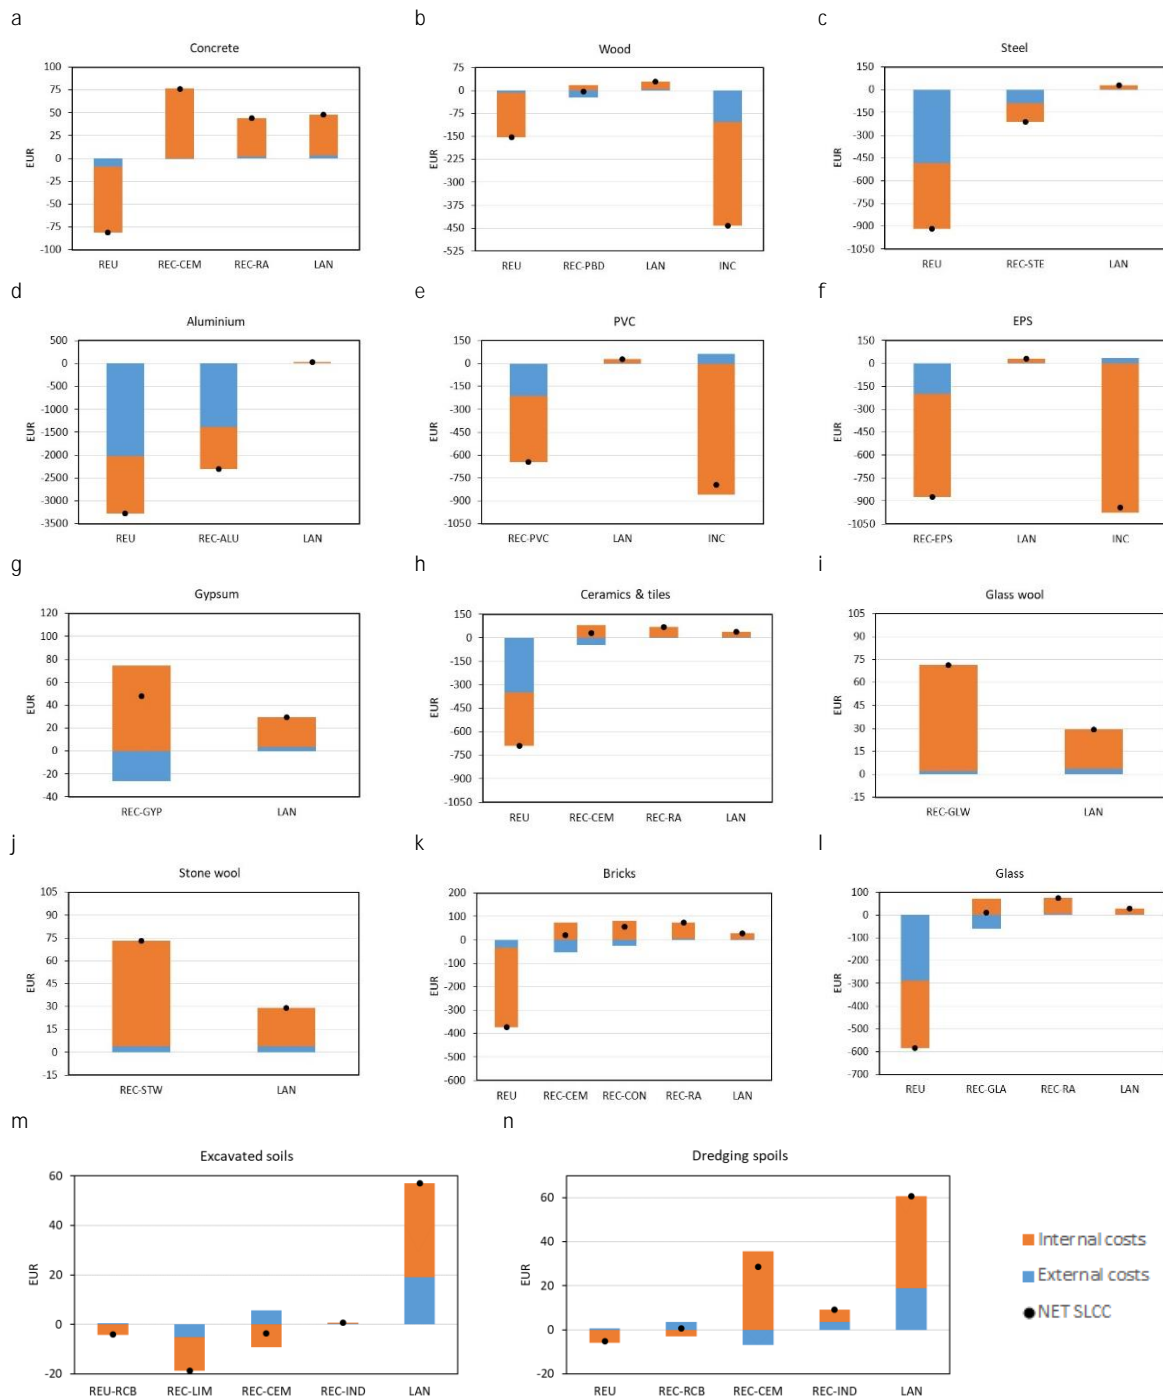 a
Concrete
EUR
100
75
50
25
0
-25
-50
-75
-100
REU REC-CEM REC-RA LAN
b
Wood
EUR
75
0
-75
-150
-225
-300
-375
-450
-525
REU REC-PBD LAN INC
c
Steel
EUR
150
0
-150
-300
-450
-600
-750
-900
-1050
REU REC-STE LAN
d
Aluminium
EUR
500
0
-500
-1000
-1500
-2000
-2500
-3000
-3500
REU REC-ALU LAN
e
PVC
EUR
150
0
-150
-300
-450
-600
-750
-900
-1050
REC-PVC LAN INC
f
EPS
EUR
150
0
-150
-300
-450
-600
-750
-900
-1050
REC-EPS LAN INC
g
Gypsum
EUR
120
100
80
60
40
20
0
-20
-40
REC-GYP LAN
h
Ceramics & tiles
EUR
150
0
-150
-300
-450
-600
-750
-900
-1050
REU REC-CEM REC-RA LAN
i
Glass wool
EUR
105
90
75
60
45
30
15
0
-15
REC-GLW LAN
j
Stone wool
EUR
105
90
75
60
45
30
15
0
-15
REC-STW LAN
k
Bricks
EUR
200
100
0
-100
-200
-300
-400
-500
-600
REU REC-CEM REC-CON REC-RA LAN
l
Glass
EUR
100
0
-100
-200
-300
-400
-500
-600
-700
REU REC-GLA REC-RA LAN
m
Excavated soils
EUR
60
40
20
0
-20
REU-RCB REC-LIM REC-CEM REC-IND LAN
n
Dredging spoils
EUR
60
40
20
0
-20
REU REC-RCB REC-CEM REC-IND LAN
Internal costs
External costs
NET SLCC